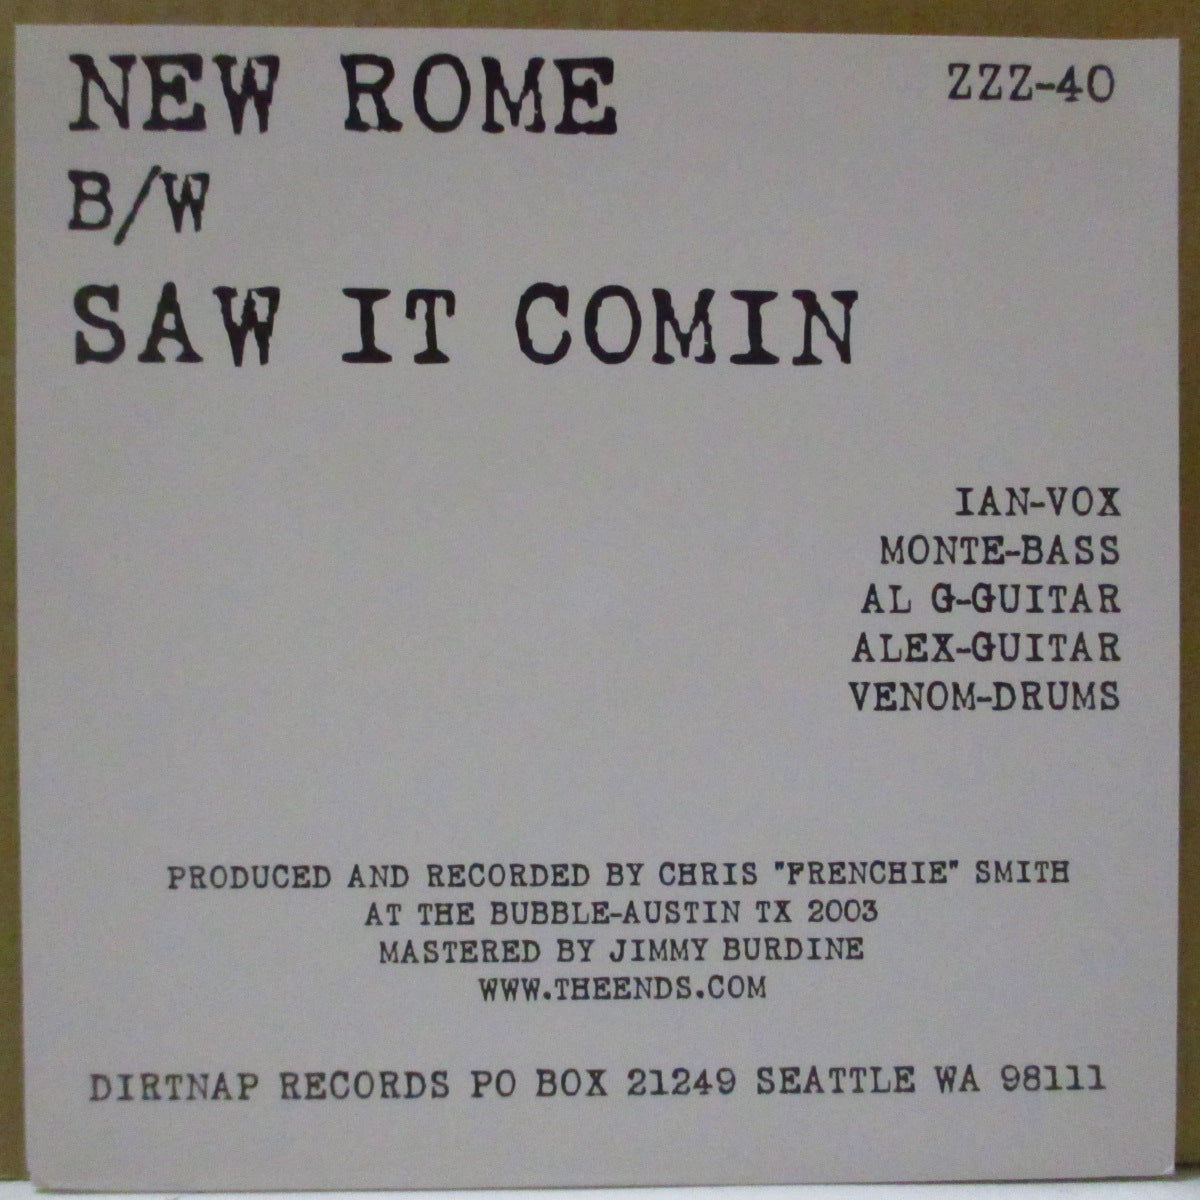 NEW ROME
ZZZ-40
B/W
SAW IT COMIN
IAN-VOX
MONTE-BASS
AL G-GUITAR
ALEX-GUITAR
VENOM-DRUMS
PRODUCED AND RECORDED BY CHRIS "FRENCHIE" SMITH
AT THE BUBBLE-AUSTIN TX 2003
MASTERED BY JIMMY BURDINE
WWW.THEENDS.COM
DIRTNAP RECORDS PO BOX 21249 SEATTLE WA 98111